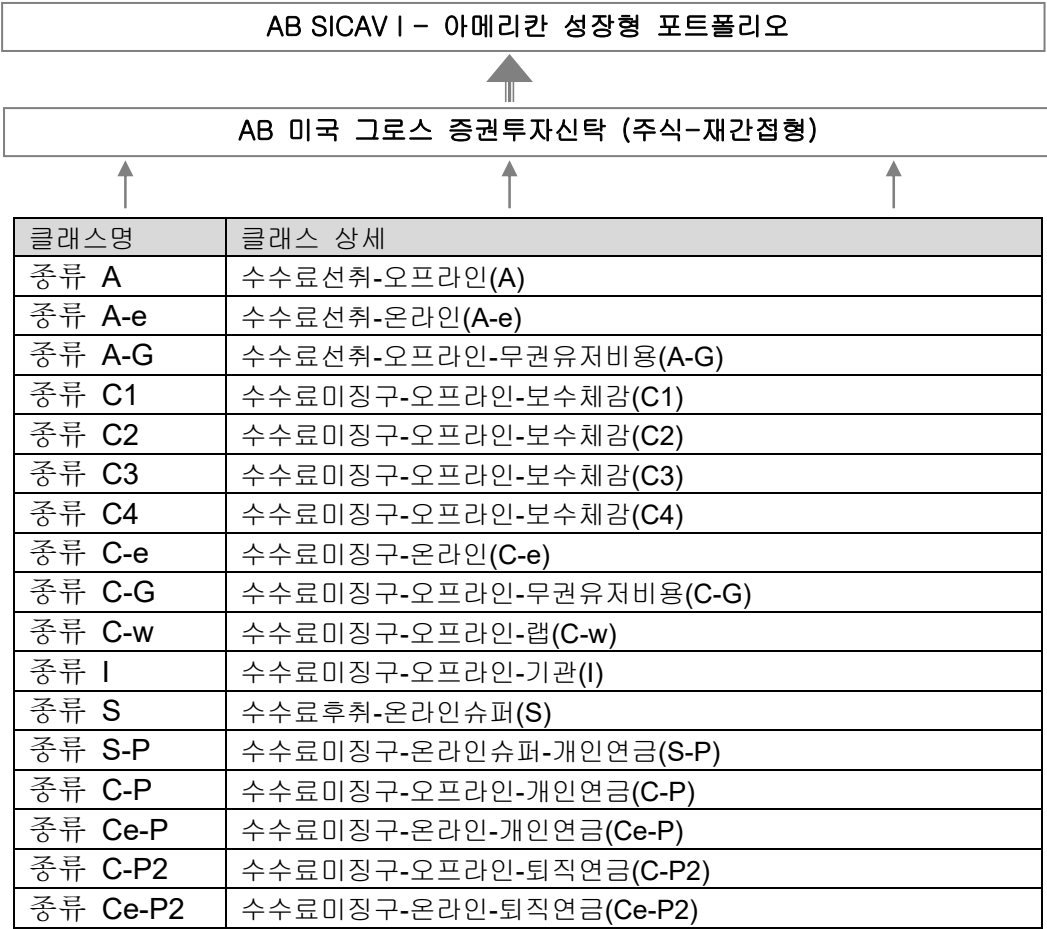 AB SICAV I – 아메리칸 성장형 포트폴리오
AB 미국 그로스 증권투자신탁 (주식-재간접형)
클래스명 클래스 상세
종류 A 수수료선취-오프라인(A)
종류 A-e 수수료선취-온라인(A-e)
종류 A-G 수수료선취-오프라인-무권유저비용(A-G)
종류 C1 수수료미징구-오프라인-보수체감(C1)
종류 C2 수수료미징구-오프라인-보수체감(C2)
종류 C3 수수료미징구-오프라인-보수체감(C3)
종류 C4 수수료미징구-오프라인-보수체감(C4)
종류 C-e 수수료미징구-온라인(C-e)
종류 C-G 수수료미징구-오프라인-무권유저비용(C-G)
종류 C-w 수수료미징구-오프라인-랩(C-w)
종류 I 수수료미징구-오프라인-기관(I)
종류 S 수수료후취-온라인슈퍼(S)
종류 S-P 수수료미징구-온라인슈퍼-개인연금(S-P)
종류 C-P 수수료미징구-오프라인-개인연금(C-P)
종류 Ce-P 수수료미징구-온라인-개인연금(Ce-P)
종류 C-P2 수수료미징구-오프라인-퇴직연금(C-P2)
종류 Ce-P2 수수료미징구-온라인-퇴직연금(Ce-P2)